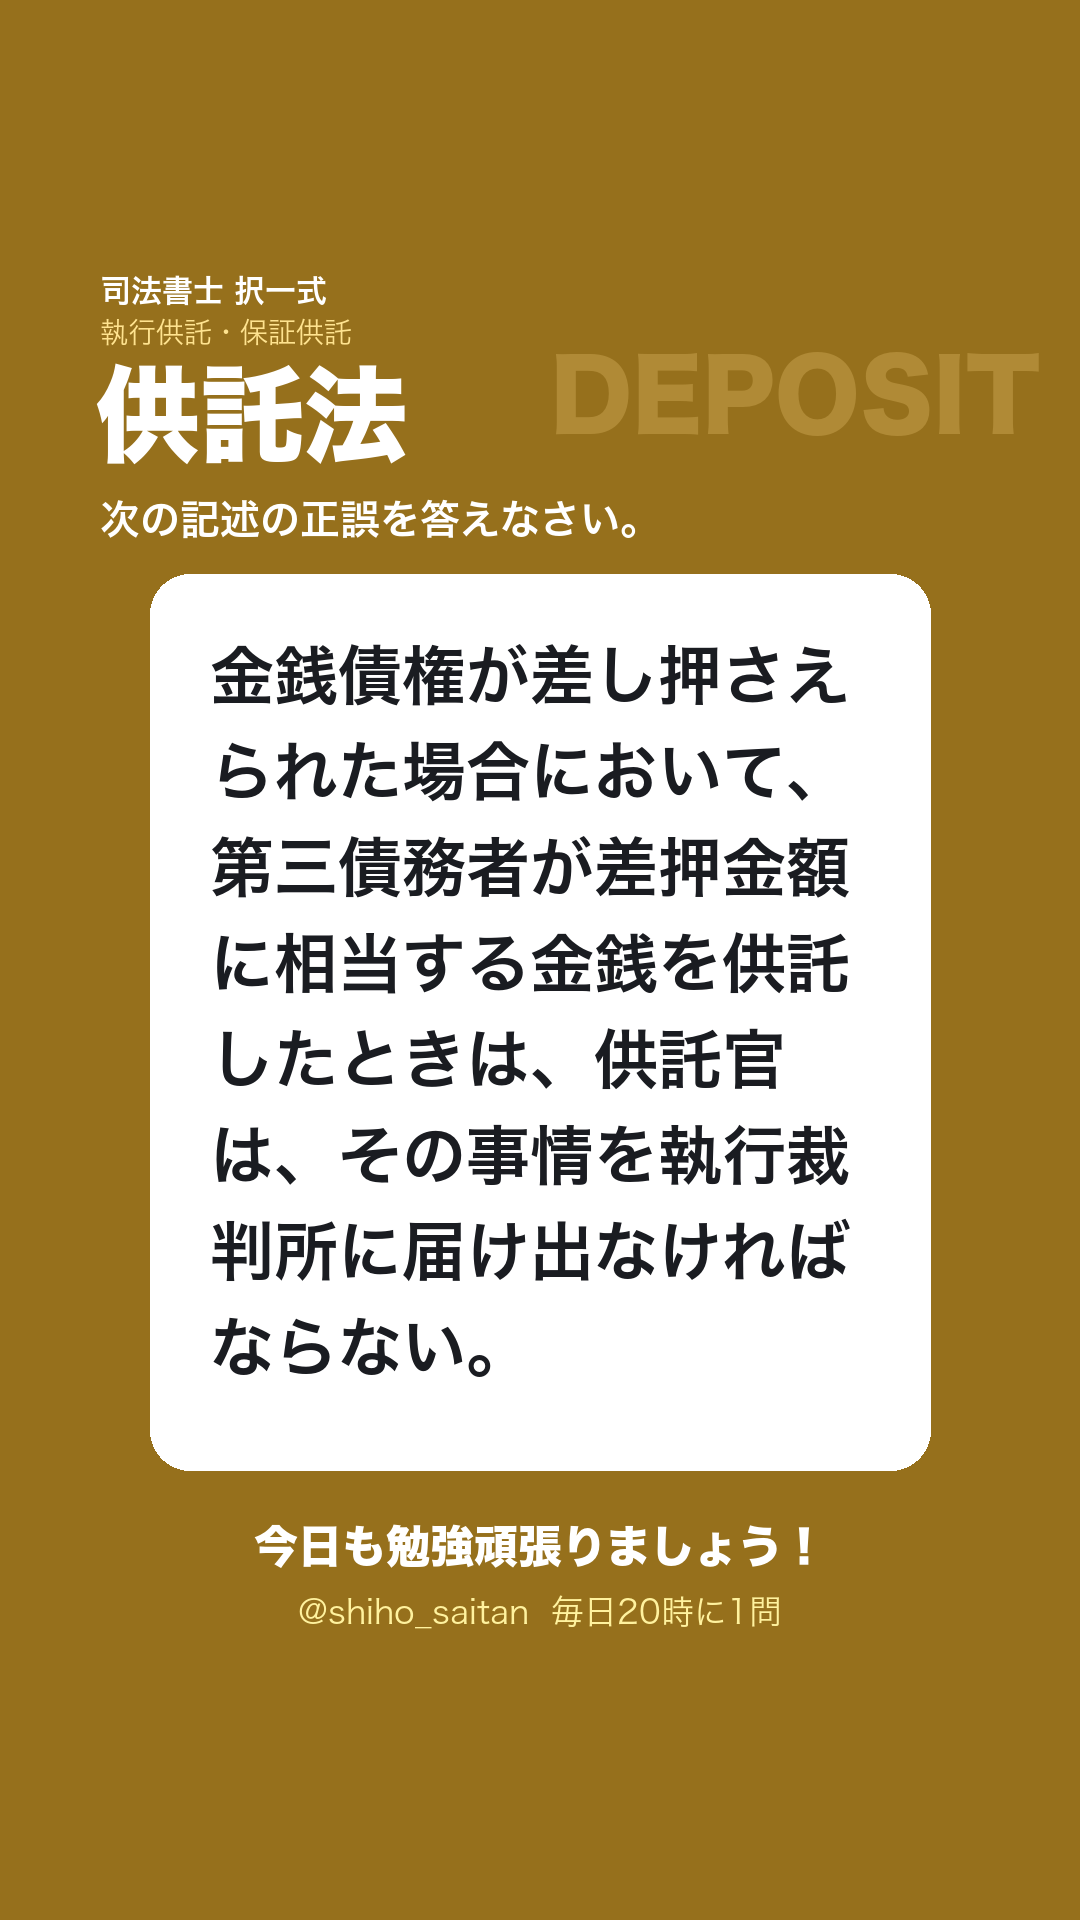 司法書士 択一式
執行供託・保証供託
供託法
DEPOSIT
次の記述の正誤を答えなさい。
金銭債権が差し押さえ
られた場合において、
第三債務者が差押金額
に相当する金銭を供託
したときは、供託官
は、その事情を執行裁
判所に届け出なければ
ならない。
今日も勉強頑張りましょう！
@shiho_saitan 毎日20時に1問